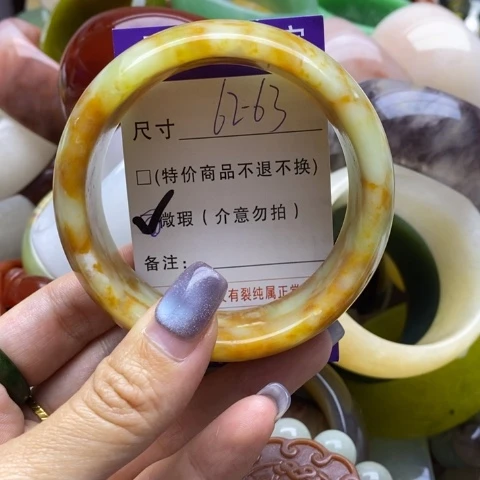 尺寸 62-63
□(特价商品不退不换)
微瑕（介意勿拍）
备注:
有裂纯属正常